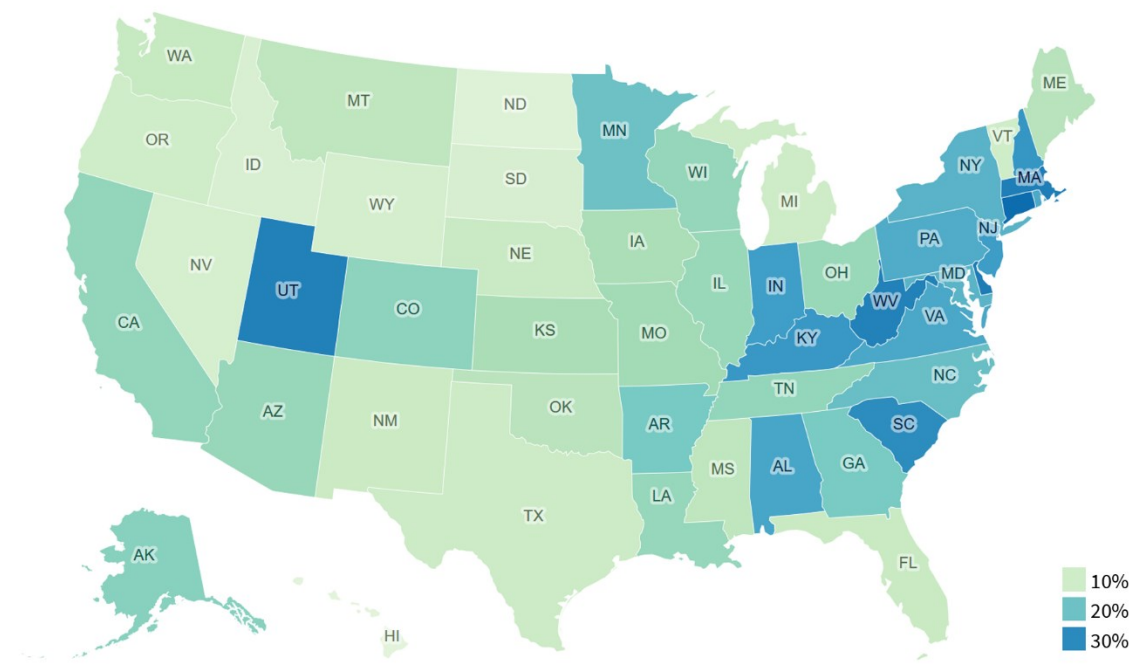 WA
MT
ND
MN
ME
OR
ID
SD
WI
VT
NY
MA
WY
MI
NV
NE
IA
PA
NJ
UT
CO
IL
IN
OH
MD
CA
KS
MO
KY
WV
VA
AZ
NM
OK
AR
TN
NC
SC
MS
AL
GA
TX
LA
AK
FL
HI
10%
20%
30%